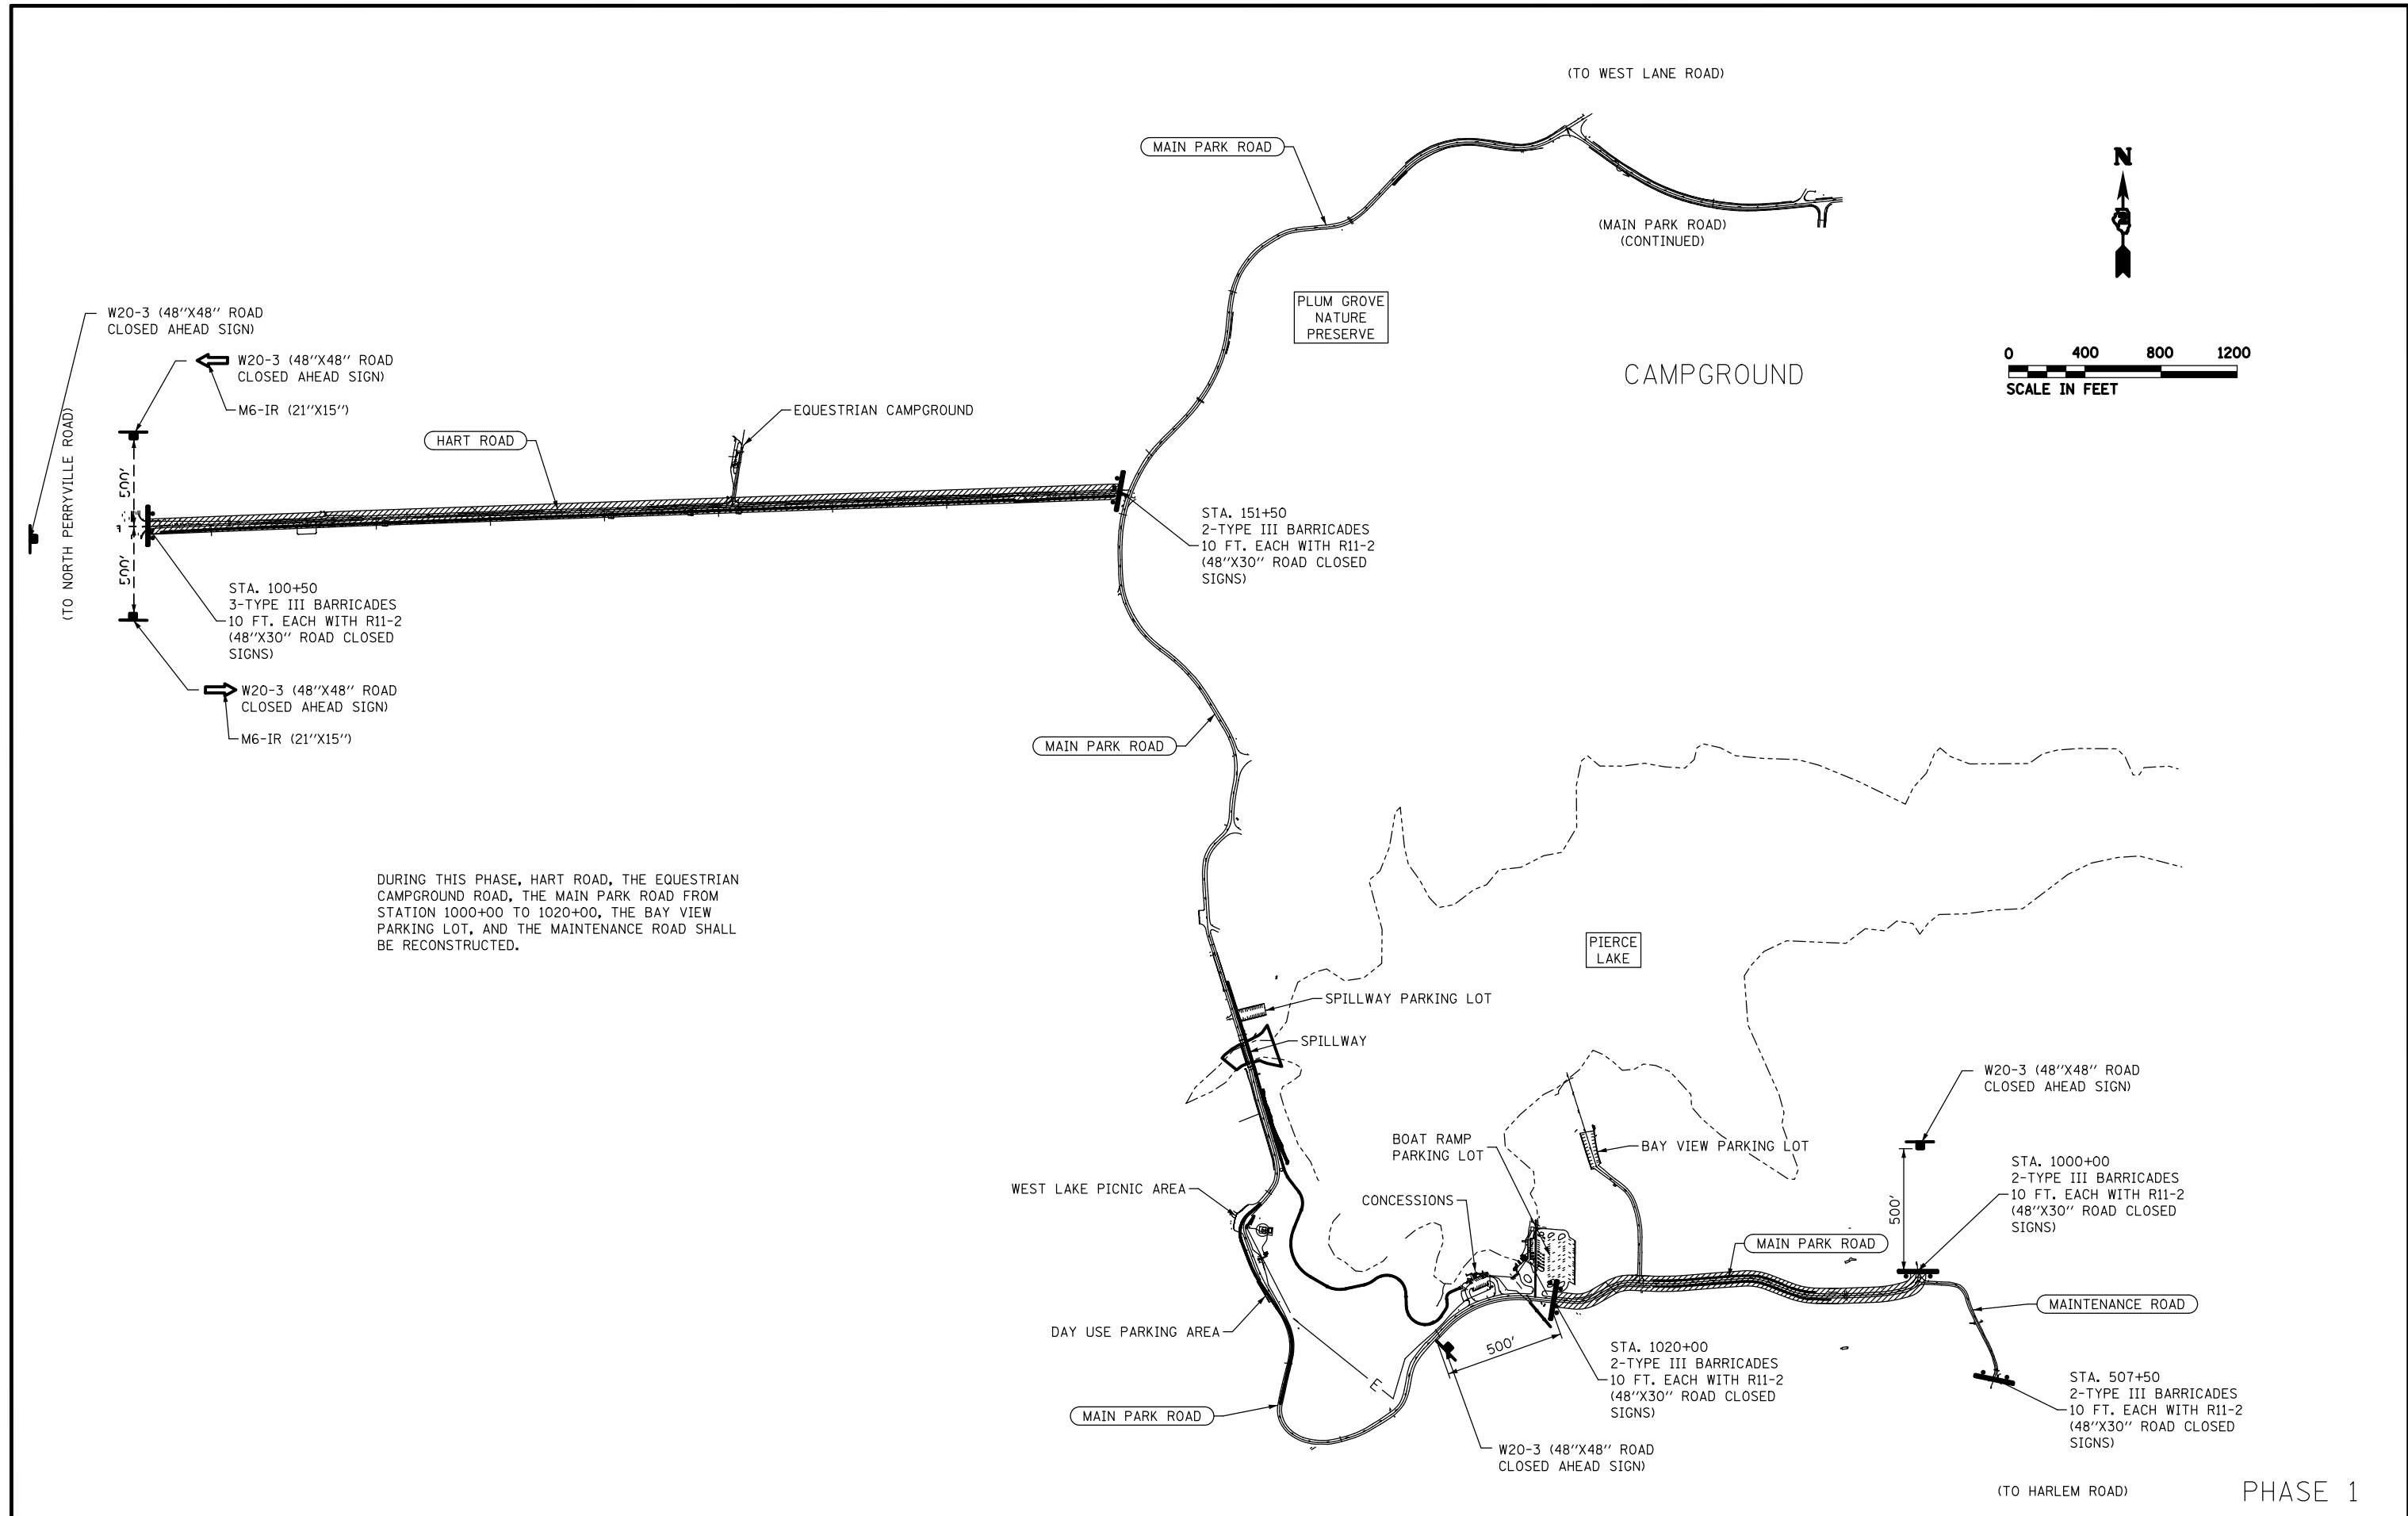 (TO WEST LANE ROAD)
MAIN PARK ROAD
N
(MAIN PARK ROAD)
(CONTINUED)
PLUM GROVE
NATURE
PRESERVE
CAMPGROUND
0 400 800 1200
SCALE IN FEET
W20-3 (48"X48" ROAD
CLOSED AHEAD SIGN)
W20-3 (48"X48" ROAD
CLOSED AHEAD SIGN)
M6-IR (21"X15")
(TO NORTH PERRYVILLE ROAD)
500'
500'
HART ROAD
EQUESTRIAN CAMPGROUND
STA. 151+50
2-TYPE III BARRICADES
10 FT. EACH WITH R11-2
(48"X30" ROAD CLOSED
SIGNS)
STA. 100+50
3-TYPE III BARRICADES
10 FT. EACH WITH R11-2
(48"X30" ROAD CLOSED
SIGNS)
W20-3 (48"X48" ROAD
CLOSED AHEAD SIGN)
M6-IR (21"X15")
MAIN PARK ROAD
DURING THIS PHASE, HART ROAD, THE EQUESTRIAN
CAMPGROUND ROAD, THE MAIN PARK ROAD FROM
STATION 1000+00 TO 1020+00, THE BAY VIEW
PARKING LOT, AND THE MAINTENANCE ROAD SHALL
BE RECONSTRUCTED.
PIERCE
LAKE
SPILLWAY PARKING LOT
SPILLWAY
W20-3 (48"X48" ROAD
CLOSED AHEAD SIGN)
BOAT RAMP
PARKING LOT
BAY VIEW PARKING LOT
STA. 1000+00
2-TYPE III BARRICADES
10 FT. EACH WITH R11-2
(48"X30" ROAD CLOSED
SIGNS)
WEST LAKE PICNIC AREA
CONCESSIONS
500'
MAIN PARK ROAD
MAINTENANCE ROAD
DAY USE PARKING AREA
500'
E
STA. 1020+00
2-TYPE III BARRICADES
10 FT. EACH WITH R11-2
(48"X30" ROAD CLOSED
SIGNS)
STA. 507+50
2-TYPE III BARRICADES
10 FT. EACH WITH R11-2
(48"X30" ROAD CLOSED
SIGNS)
MAIN PARK ROAD
W20-3 (48"X48" ROAD
CLOSED AHEAD SIGN)
(TO HARLEM ROAD)
PHASE 1